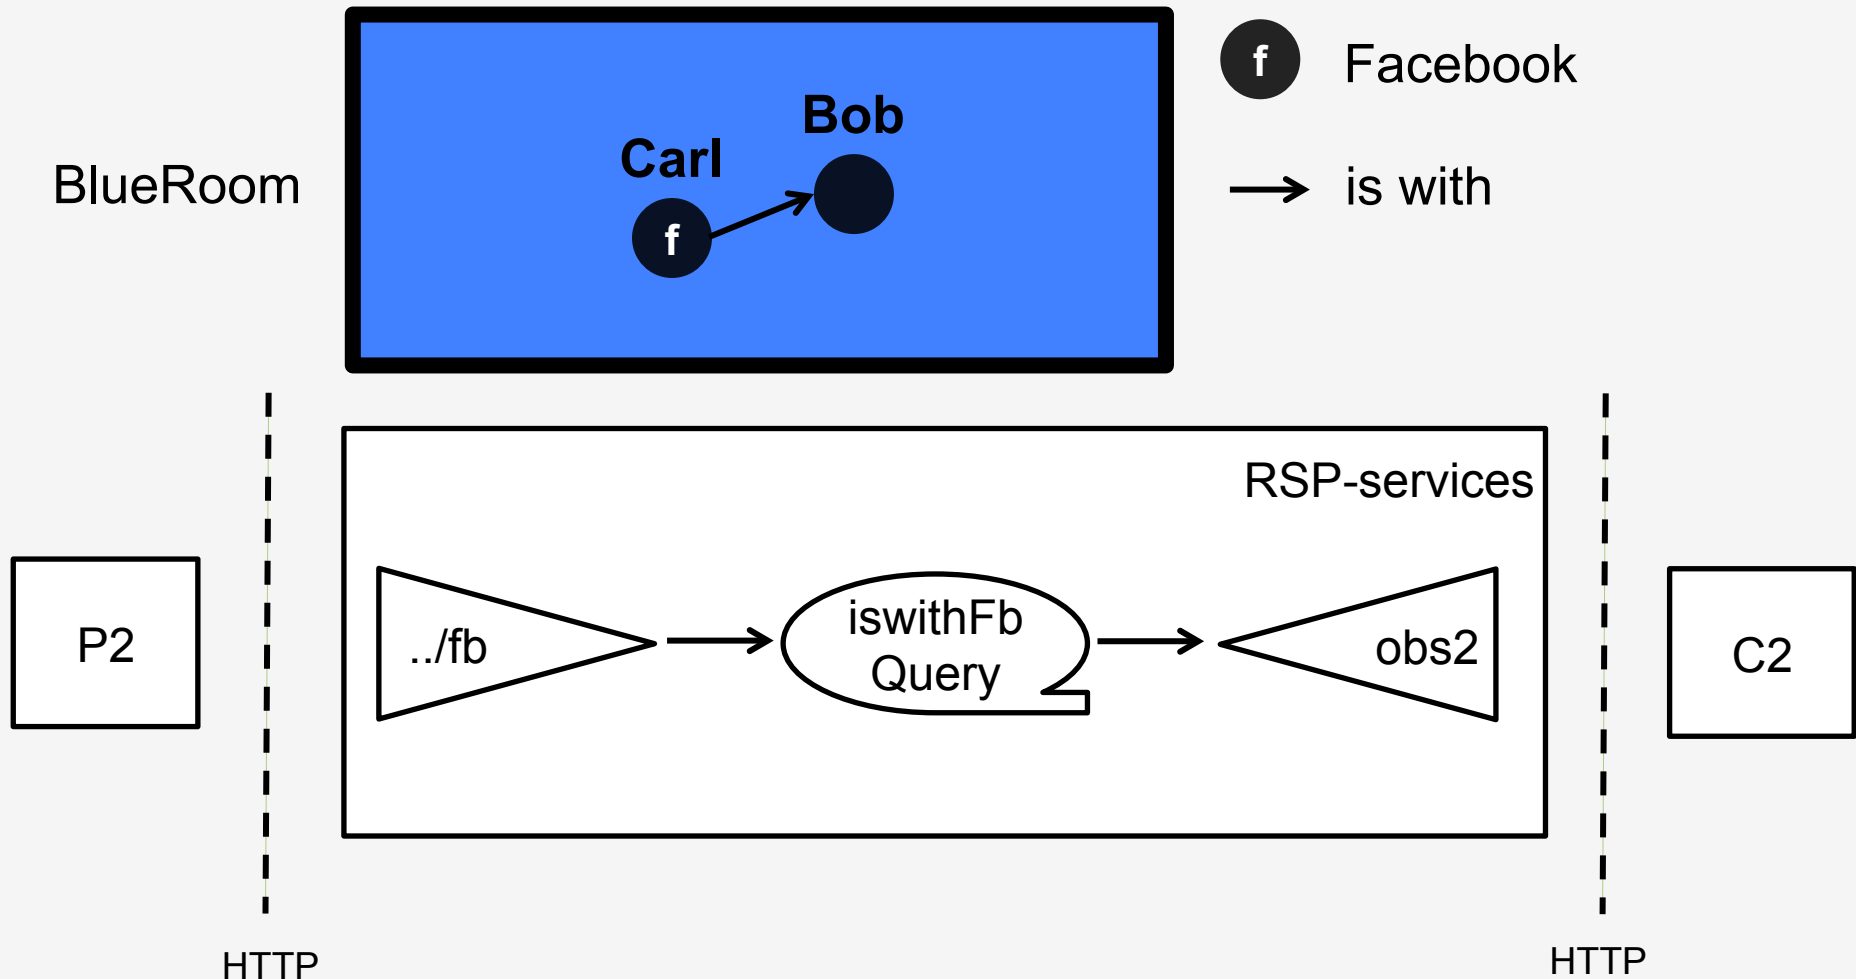 f Facebook
Bob
Carl
BlueRoom
is with
f
RSP-services
P2
../fb
iswithFb
Query
obs2
C2
HTTP
HTTP